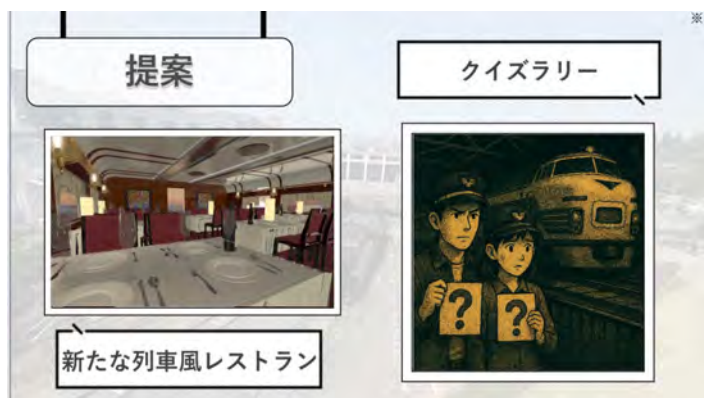 ※
提案
クイズラリー
? ?
新たな列車風レストラン